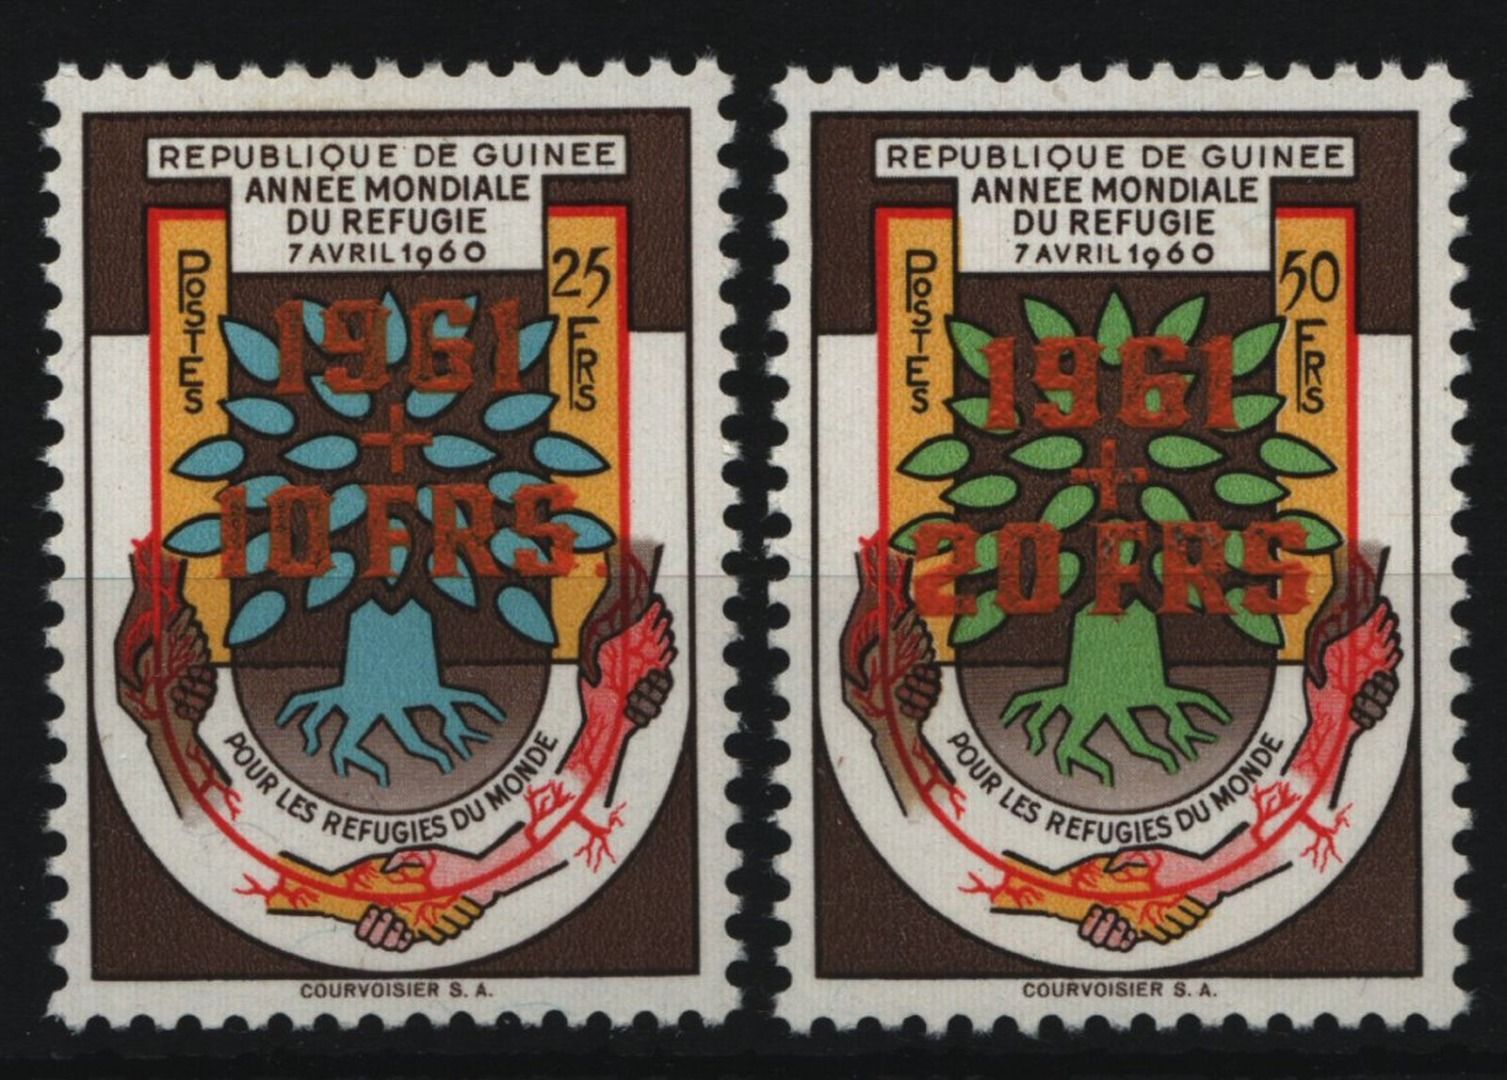 REPUBLIQUE DE GUINEE
ANNEE MONDIALE
DU REFUGIE
7 AVRIL 1960
POSTES
25
FRS
1961
+
10 FRS.
POUR LES REFUGIES DU MONDE
COURVOISIER S. A.
REPUBLIQUE DE GUINEE
ANNEE MONDIALE
DU REFUGIE
7 AVRIL 1960
POSTES
50
FRS
1961
+
20 FRS
POUR LES REFUGIES DU MONDE
COURVOISIER S. A.